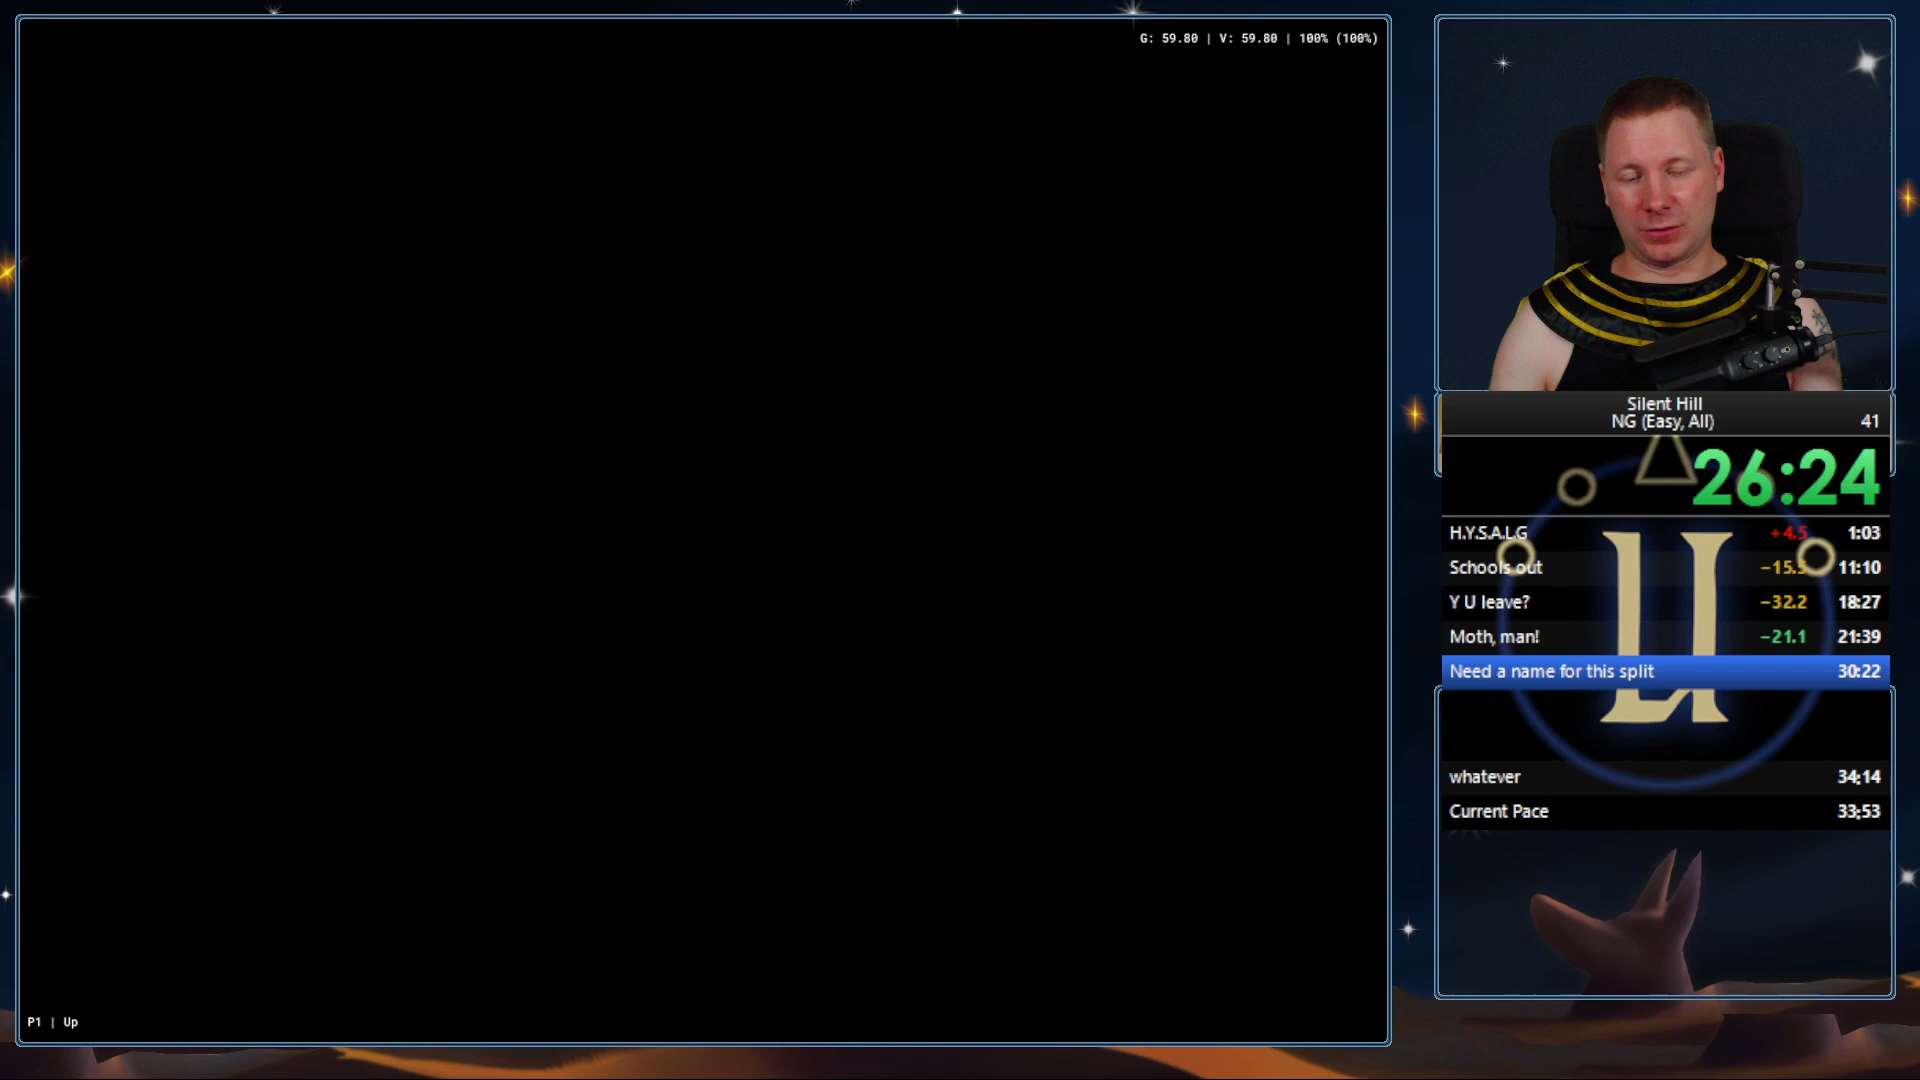 G: 59.80 | V: 59.80 | 100% (100%)
Silent Hill
NG (Easy, All) 41
26:24
H.Y.S.A.L.G +4.5 1:03
Schools out −15. 11:10
Y U leave? −32.2 18:27
Moth, man! −21.1 21:39
Need a name for this split 30:22
whatever 34:14
Current Pace 33:53
P1 | Up